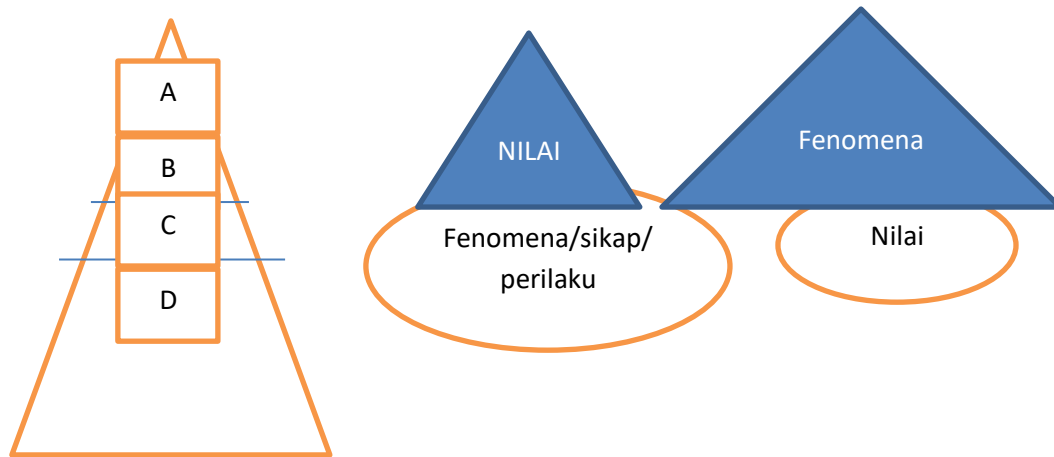 A
B
C
D
NILAI
Fenomena/sikap/
perilaku
Fenomena
Nilai